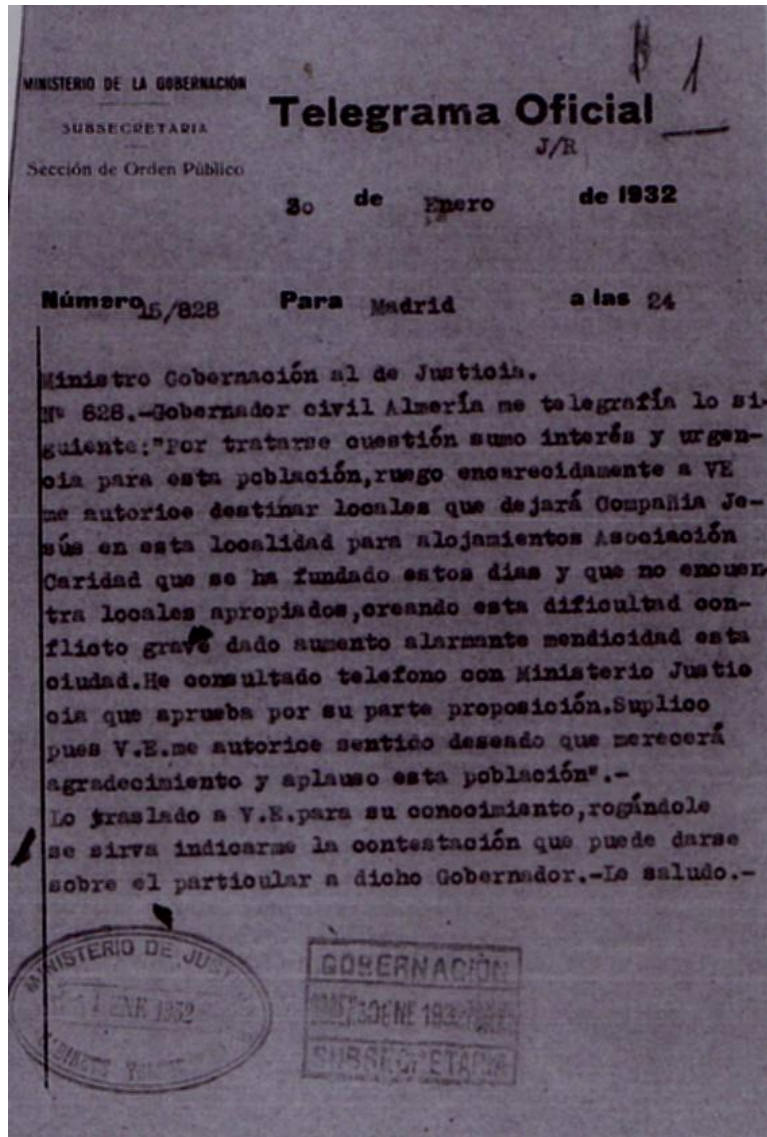 MINISTERIO DE LA GOBERNACIÓN
SUBSECRETARIA
Sección de Orden Público
1
Telegrama Oficial
J/R
30 de Enero de 1932
Número 15/828 Para Madrid a las 24
Ministro Gobernación al de Justicia.
Nº 628.-Gobernador civil Almería me telegrafía lo si-
guiente:"Por tratarse cuestión sumo interés y urgen-
cia para esta población,ruego encarecidamente a VE
me autorice destinar locales que dejará Compañia Je-
sús en esta localidad para alojamientos Asociación
Caridad que se ha fundado estos dias y que no encuen-
tra locales apropiados,creando esta dificultad con-
flicto grave dado aumento alarmante mendicidad esta
ciudad.He consultado telefono con Ministerio Justic
cia que aprueba por su parte proposición.Suplico
pues V.E.me autorice sentido deseado que merecerá
agradecimiento y aplauso esta población".-
Lo traslado a V.E.para su conocimiento,rogándole
se sirva indicarme la contestación que puede darse
sobre el particular a dicho Gobernador.-Le saludo.-
MINISTERIO DE JUSTICIA
1 ENE 1932
GOBERNACIÓN
30 ENE 1932
SUBSECRETARIA